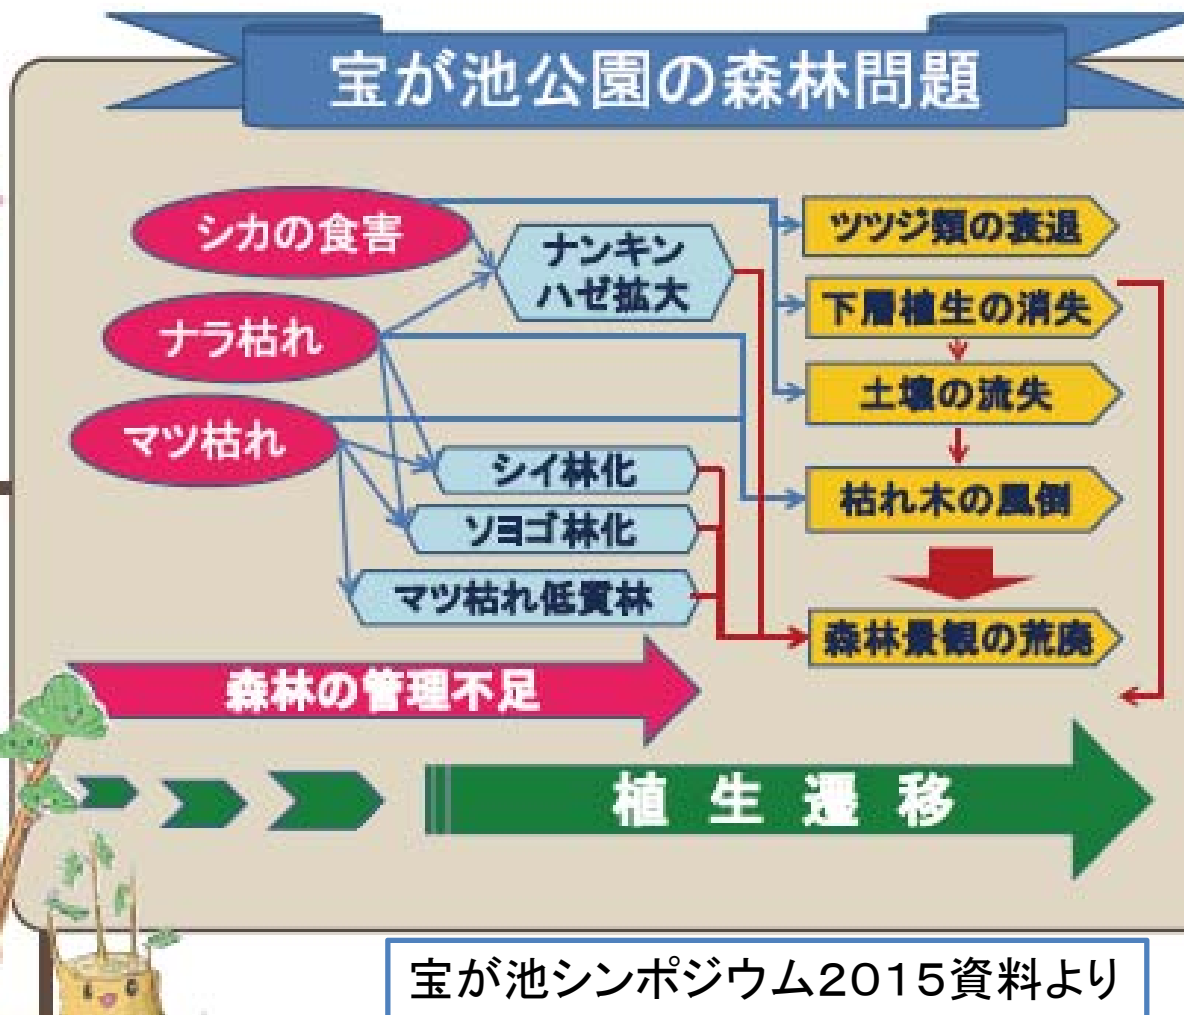 宝が池公園の森林問題
シカの食害
ナラ枯れ
マツ枯れ
ナンキン
ハゼ拡大
シイ林化
ソヨゴ林化
マツ枯れ低質林
ツツジ類の衰退
下層植生の消失
土壌の流失
枯れ木の風倒
森林景観の荒廃
森林の管理不足
植生遷移
宝が池シンポジウム2015資料より